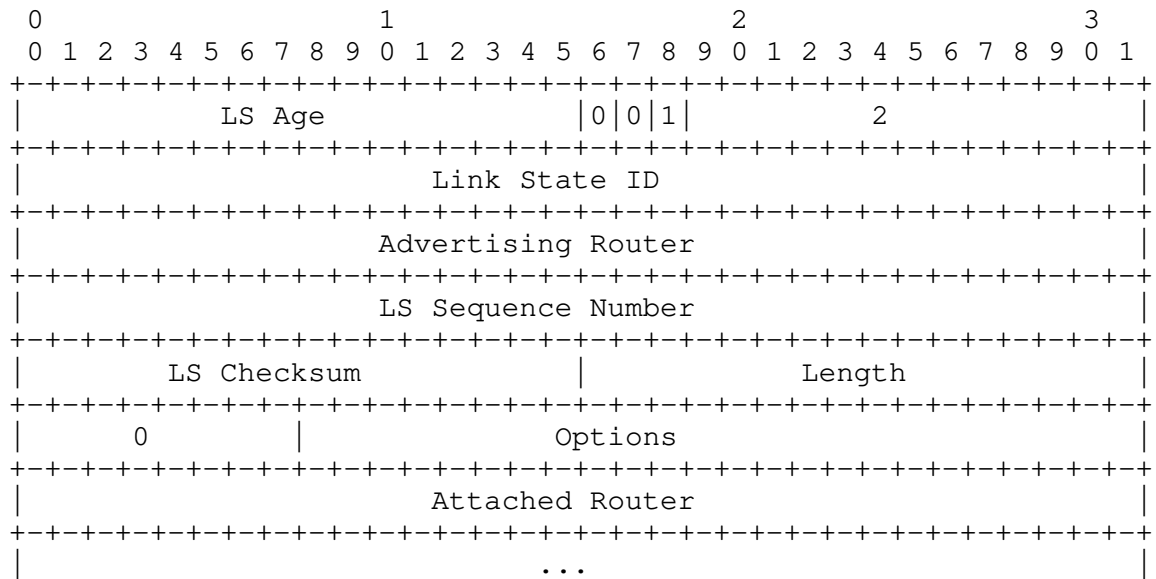 0                   1                   2                   3
 0 1 2 3 4 5 6 7 8 9 0 1 2 3 4 5 6 7 8 9 0 1 2 3 4 5 6 7 8 9 0 1
+-+-+-+-+-+-+-+-+-+-+-+-+-+-+-+-+-+-+-+-+-+-+-+-+-+-+-+-+-+-+-+-+
|           LS Age              |0|0|1|          2              |
+-+-+-+-+-+-+-+-+-+-+-+-+-+-+-+-+-+-+-+-+-+-+-+-+-+-+-+-+-+-+-+-+
|                       Link State ID                           |
+-+-+-+-+-+-+-+-+-+-+-+-+-+-+-+-+-+-+-+-+-+-+-+-+-+-+-+-+-+-+-+-+
|                    Advertising Router                         |
+-+-+-+-+-+-+-+-+-+-+-+-+-+-+-+-+-+-+-+-+-+-+-+-+-+-+-+-+-+-+-+-+
|                    LS Sequence Number                         |
+-+-+-+-+-+-+-+-+-+-+-+-+-+-+-+-+-+-+-+-+-+-+-+-+-+-+-+-+-+-+-+-+
|        LS Checksum            |            Length             |
+-+-+-+-+-+-+-+-+-+-+-+-+-+-+-+-+-+-+-+-+-+-+-+-+-+-+-+-+-+-+-+-+
|      0        |              Options                          |
+-+-+-+-+-+-+-+-+-+-+-+-+-+-+-+-+-+-+-+-+-+-+-+-+-+-+-+-+-+-+-+-+
|                       Attached Router                         |
+-+-+-+-+-+-+-+-+-+-+-+-+-+-+-+-+-+-+-+-+-+-+-+-+-+-+-+-+-+-+-+-+
|                             ...                               |